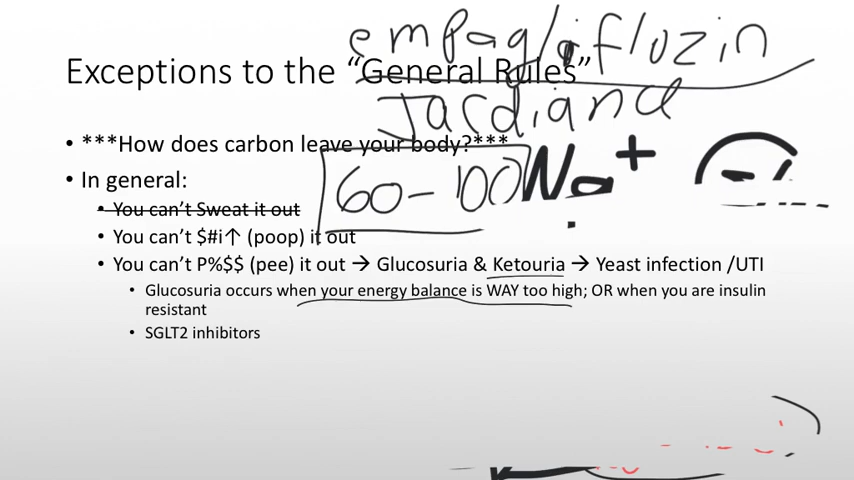 empagliflozin
Exceptions to the “General Rules”
Jardiand
***How does carbon leave your body?***
In general:
60-100 Na+
You can’t Sweat it out
You can’t $#i↑ (poop) it out
You can’t P%$$ (pee) it out → Glucosuria & Ketouria → Yeast infection /UTI
Glucosuria occurs when your energy balance is WAY too high; OR when you are insulin
resistant
SGLT2 inhibitors